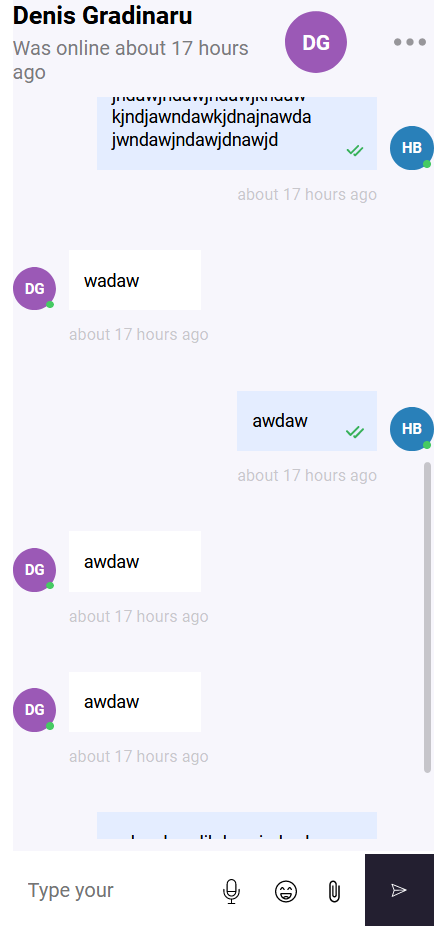 Denis Gradinaru
Was online about 17 hours
ago
DG
jndawjndawjndawjkndaw
kjndjawndawkjdnajnawda
jwndawjndawjdnawjd
HB
about 17 hours ago
wadaw
DG
about 17 hours ago
awdaw
HB
about 17 hours ago
awdaw
DG
about 17 hours ago
awdaw
DG
about 17 hours ago
Type your